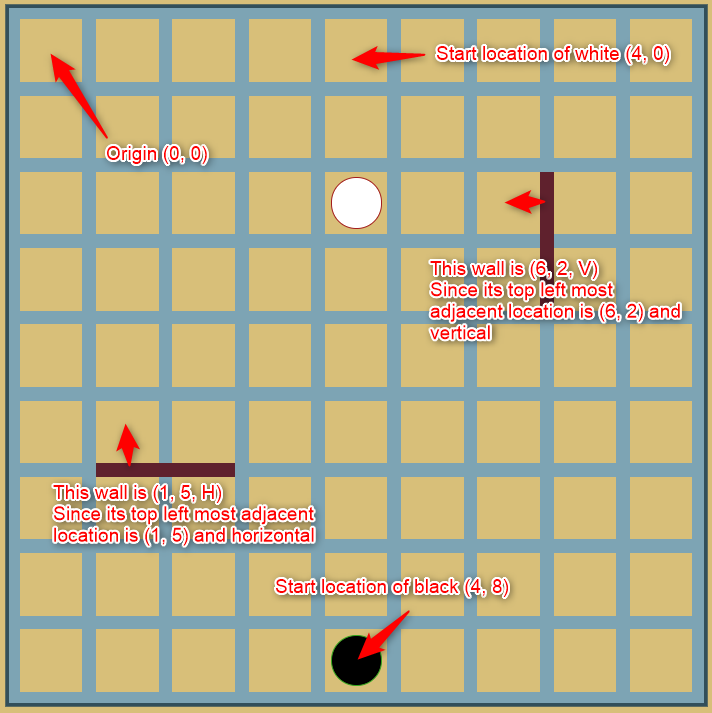 Start location of white (4, 0)
Origin (0, 0)
This wall is (6, 2, V)
Since its top left most
adjacent location is (6, 2) and
vertical
This wall is (1, 5, H)
Since its top left most adjacent
location is (1, 5) and horizontal
Start location of black (4, 8)